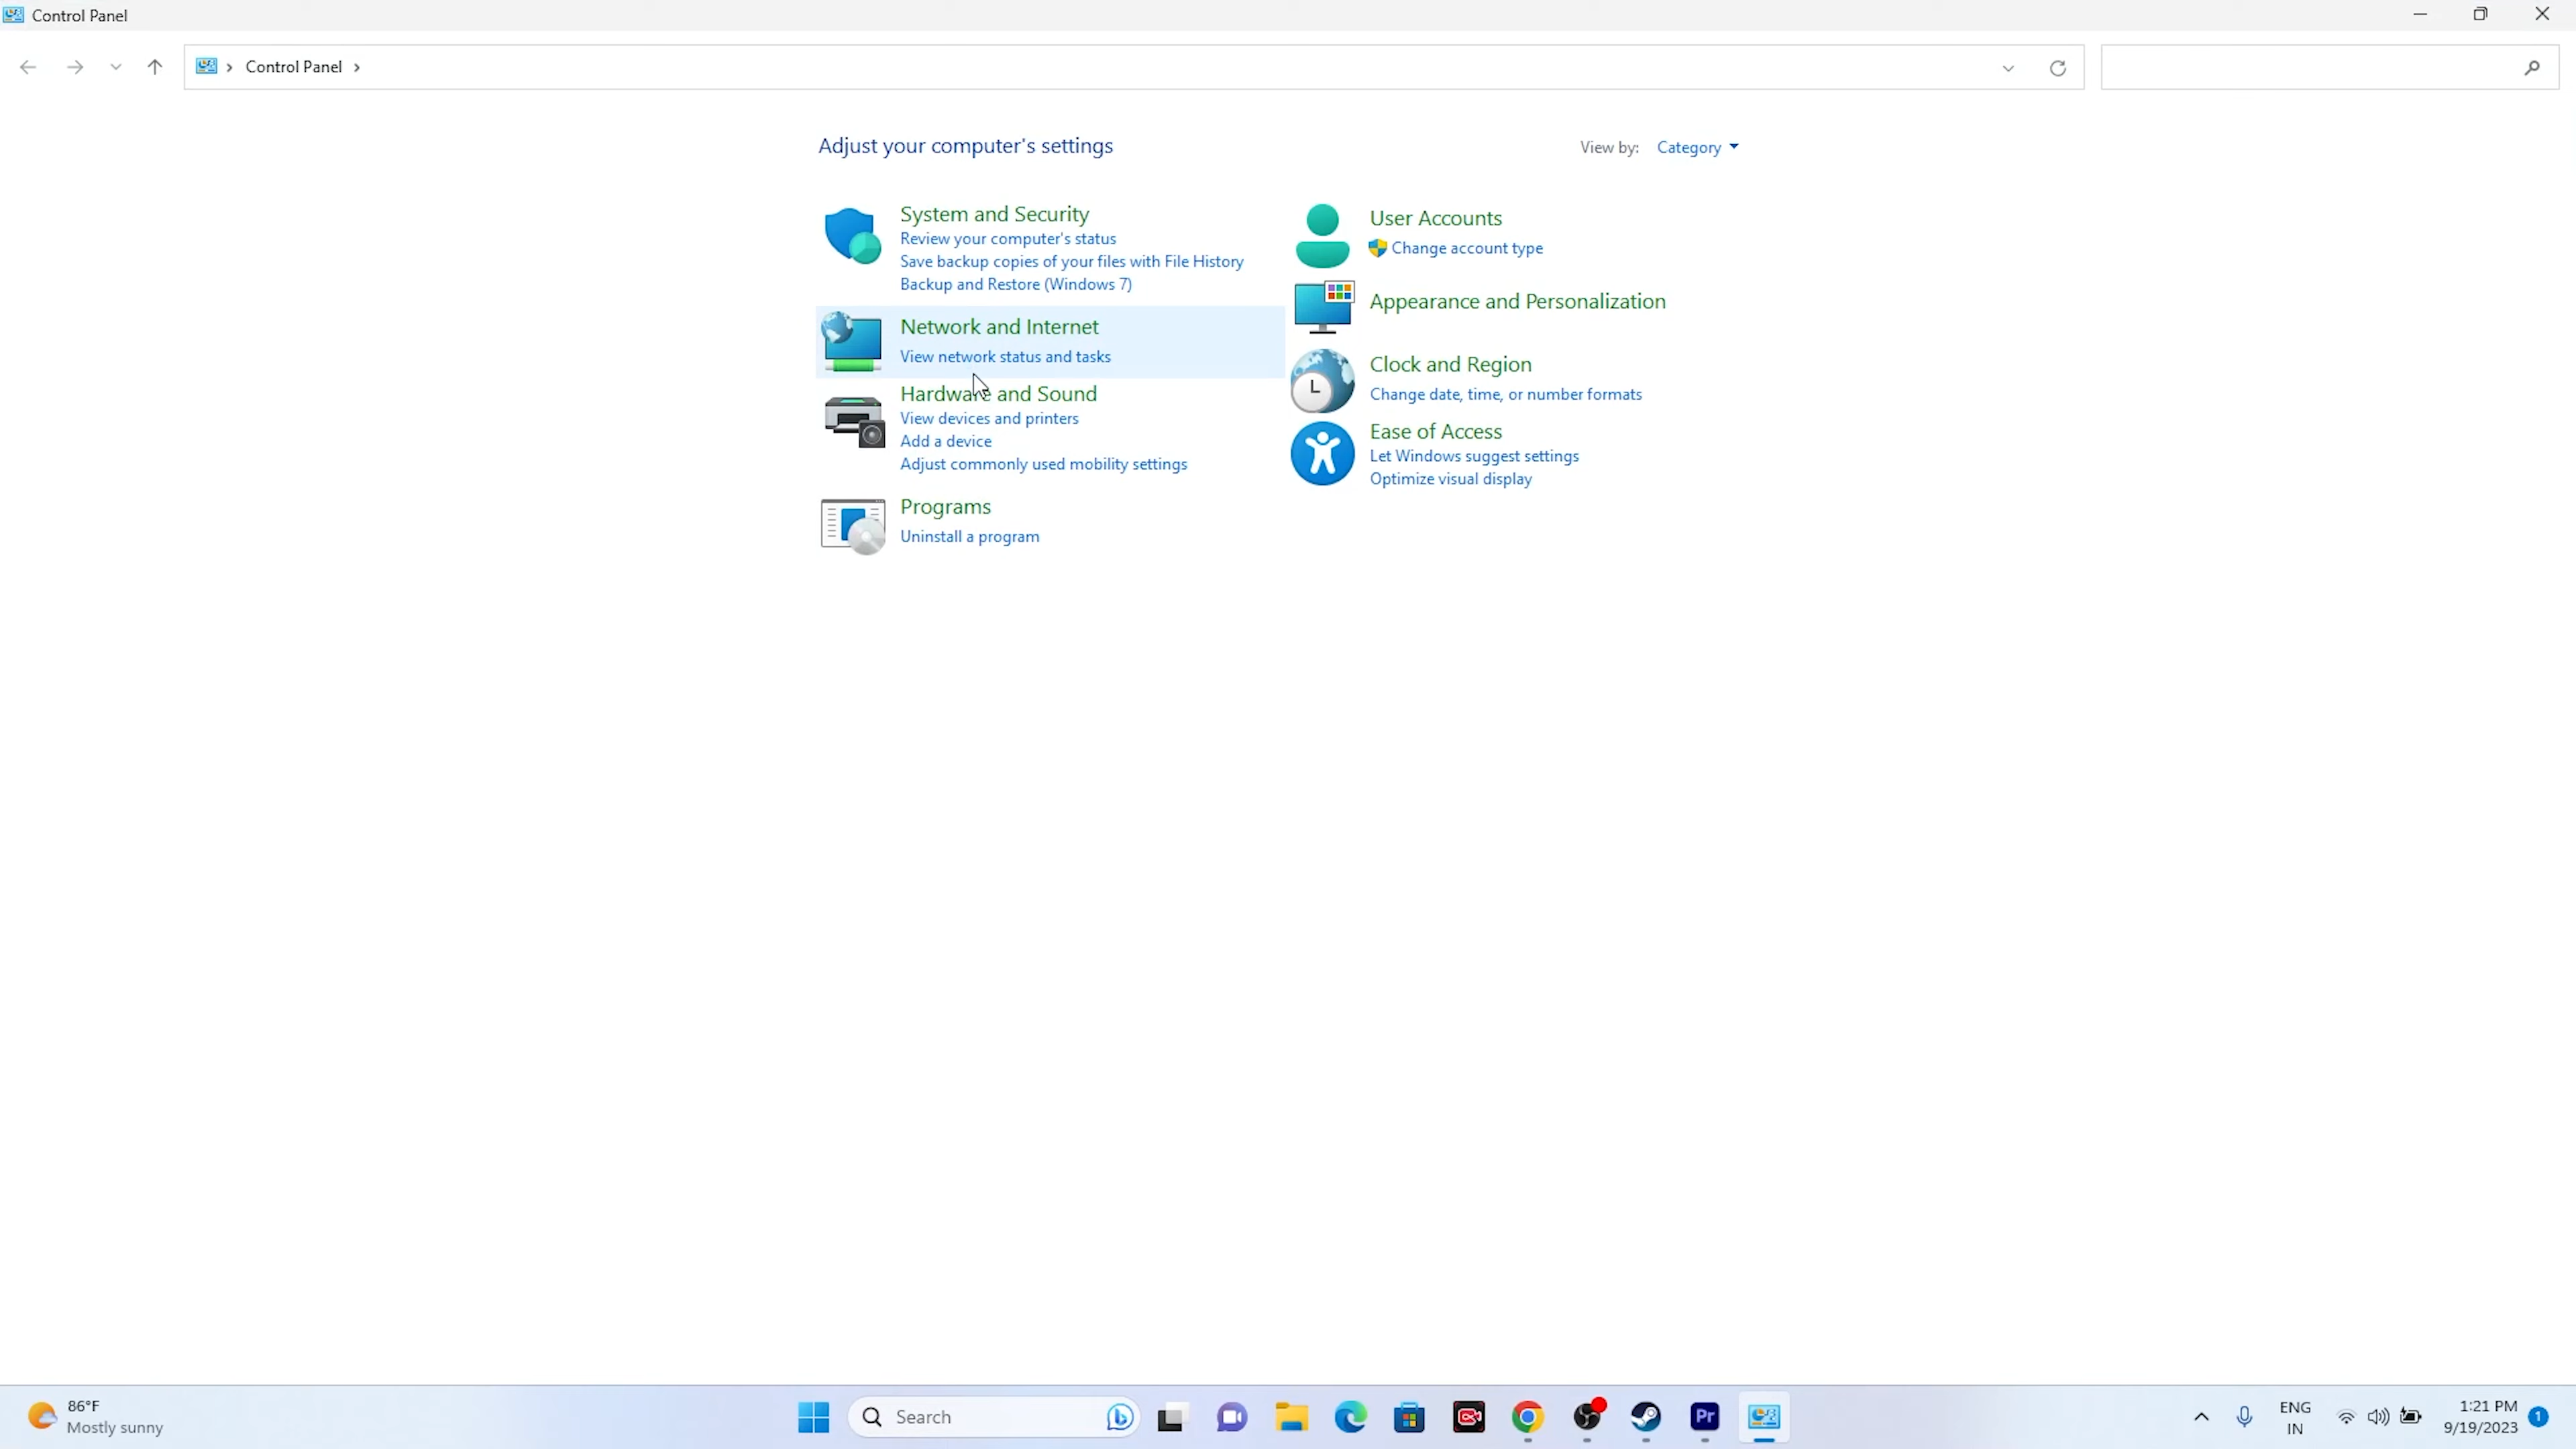 Control Panel
Control Panel
Adjust your computer's settings
View by: Category
System and Security
Review your computer's status
Save backup copies of your files with File History
Backup and Restore (Windows 7)
Network and Internet
View network status and tasks
Hardware and Sound
View devices and printers
Add a device
Adjust commonly used mobility settings
Programs
Uninstall a program
User Accounts
Change account type
Appearance and Personalization
Clock and Region
Change date, time, or number formats
Ease of Access
Let Windows suggest settings
Optimize visual display
86°F
Mostly sunny
Search
Pr
ENG
IN
1:21 PM
9/19/2023
1